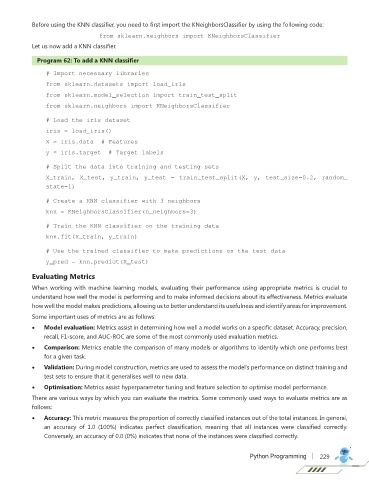 Before using the KNN classifier, you need to first import the KNeighborsClassifier by using the following code:
from sklearn.neighbors import KNeighborsClassifier
Let us now add a KNN classifier.
Program 62: To add a KNN classifier
# Import necessary libraries
from sklearn.datasets import load_iris
from sklearn.model_selection import train_test_split
from sklearn.neighbors import KNeighborsClassifier
# Load the iris dataset
iris = load_iris()
X = iris.data  # Features
y = iris.target  # Target labels
# Split the data into training and testing sets
X_train, X_test, y_train, y_test = train_test_split(X, y, test_size=0.2, random_
state=1)
# Create a KNN classifier with 3 neighbors
knn = KNeighborsClassifier(n_neighbors=3)
# Train the KNN classifier on the training data
knn.fit(X_train, y_train)
# Use the trained classifier to make predictions on the test data
y_pred = knn.predict(X_test)
Evaluating Metrics
When working with machine learning models, evaluating their performance using appropriate metrics is crucial to
understand how well the model is performing and to make informed decisions about its effectiveness. Metrics evaluate
how well the model makes predictions, allowing us to better understand its usefulness and identify areas for improvement.
Some important uses of metrics are as follows:
• Model evaluation: Metrics assist in determining how well a model works on a specific dataset. Accuracy, precision,
recall, F1-score, and AUC-ROC are some of the most commonly used evaluation metrics.
• Comparison: Metrics enable the comparison of many models or algorithms to identify which one performs best
for a given task.
• Validation: During model construction, metrics are used to assess the model's performance on distinct training and
test sets to ensure that it generalises well to new data.
• Optimisation: Metrics assist hyperparameter tuning and feature selection to optimise model performance.
There are various ways by which you can evaluate the metrics. Some commonly used ways to evaluate metrics are as
follows:
• Accuracy: This metric measures the proportion of correctly classified instances out of the total instances. In general,
an accuracy of 1.0 (100%) indicates perfect classification, meaning that all instances were classified correctly.
Conversely, an accuracy of 0.0 (0%) indicates that none of the instances were classified correctly.
Python Programming | 229